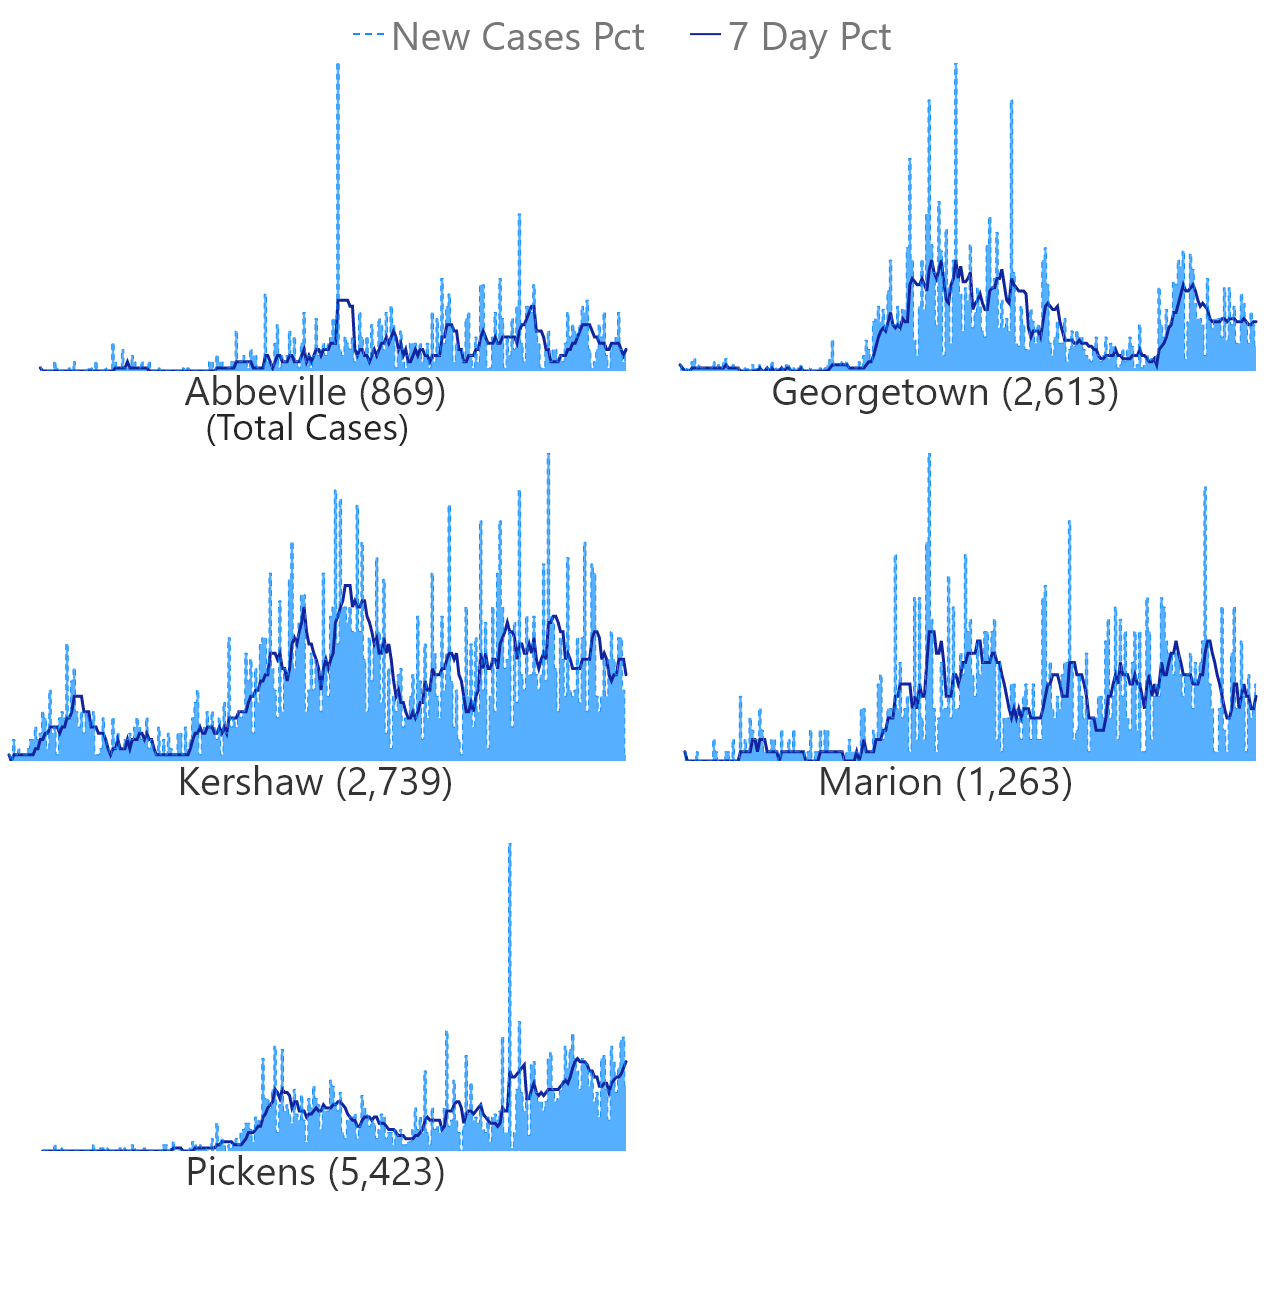 New Cases Pct 7 Day Pct
Abbeville (869) Georgetown (2,613)
(Total Cases)
Kershaw (2,739) Marion (1,263)
Pickens (5,423)